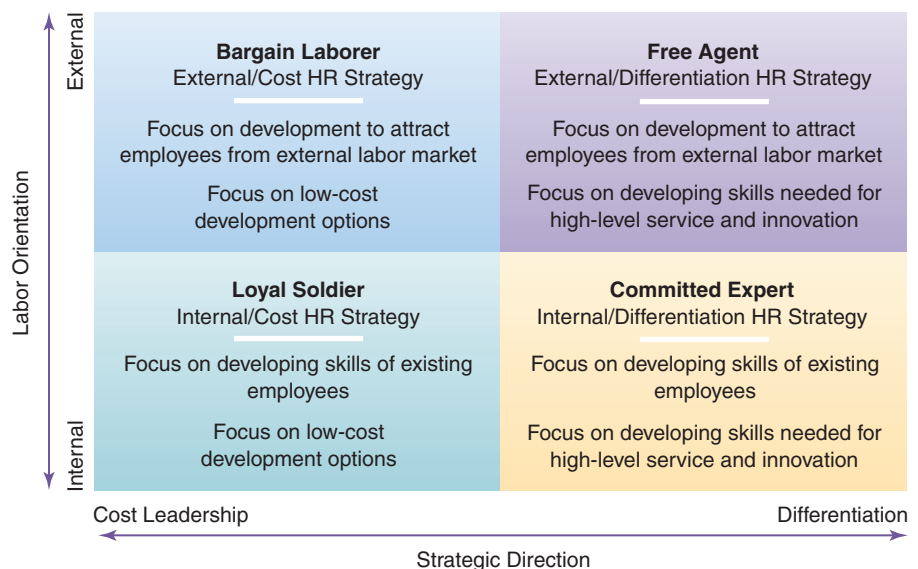 External
Labor Orientation
Internal
Bargain Laborer
External/Cost HR Strategy
Focus on development to attract
employees from external labor market
Focus on low-cost
development options
Free Agent
External/Differentiation HR Strategy
Focus on development to attract
employees from external labor market
Focus on developing skills needed for
high-level service and innovation
Loyal Soldier
Internal/Cost HR Strategy
Focus on developing skills of existing
employees
Focus on low-cost
development options
Committed Expert
Internal/Differentiation HR Strategy
Focus on developing skills of existing
employees
Focus on developing skills needed for
high-level service and innovation
Cost Leadership
Differentiation
Strategic Direction